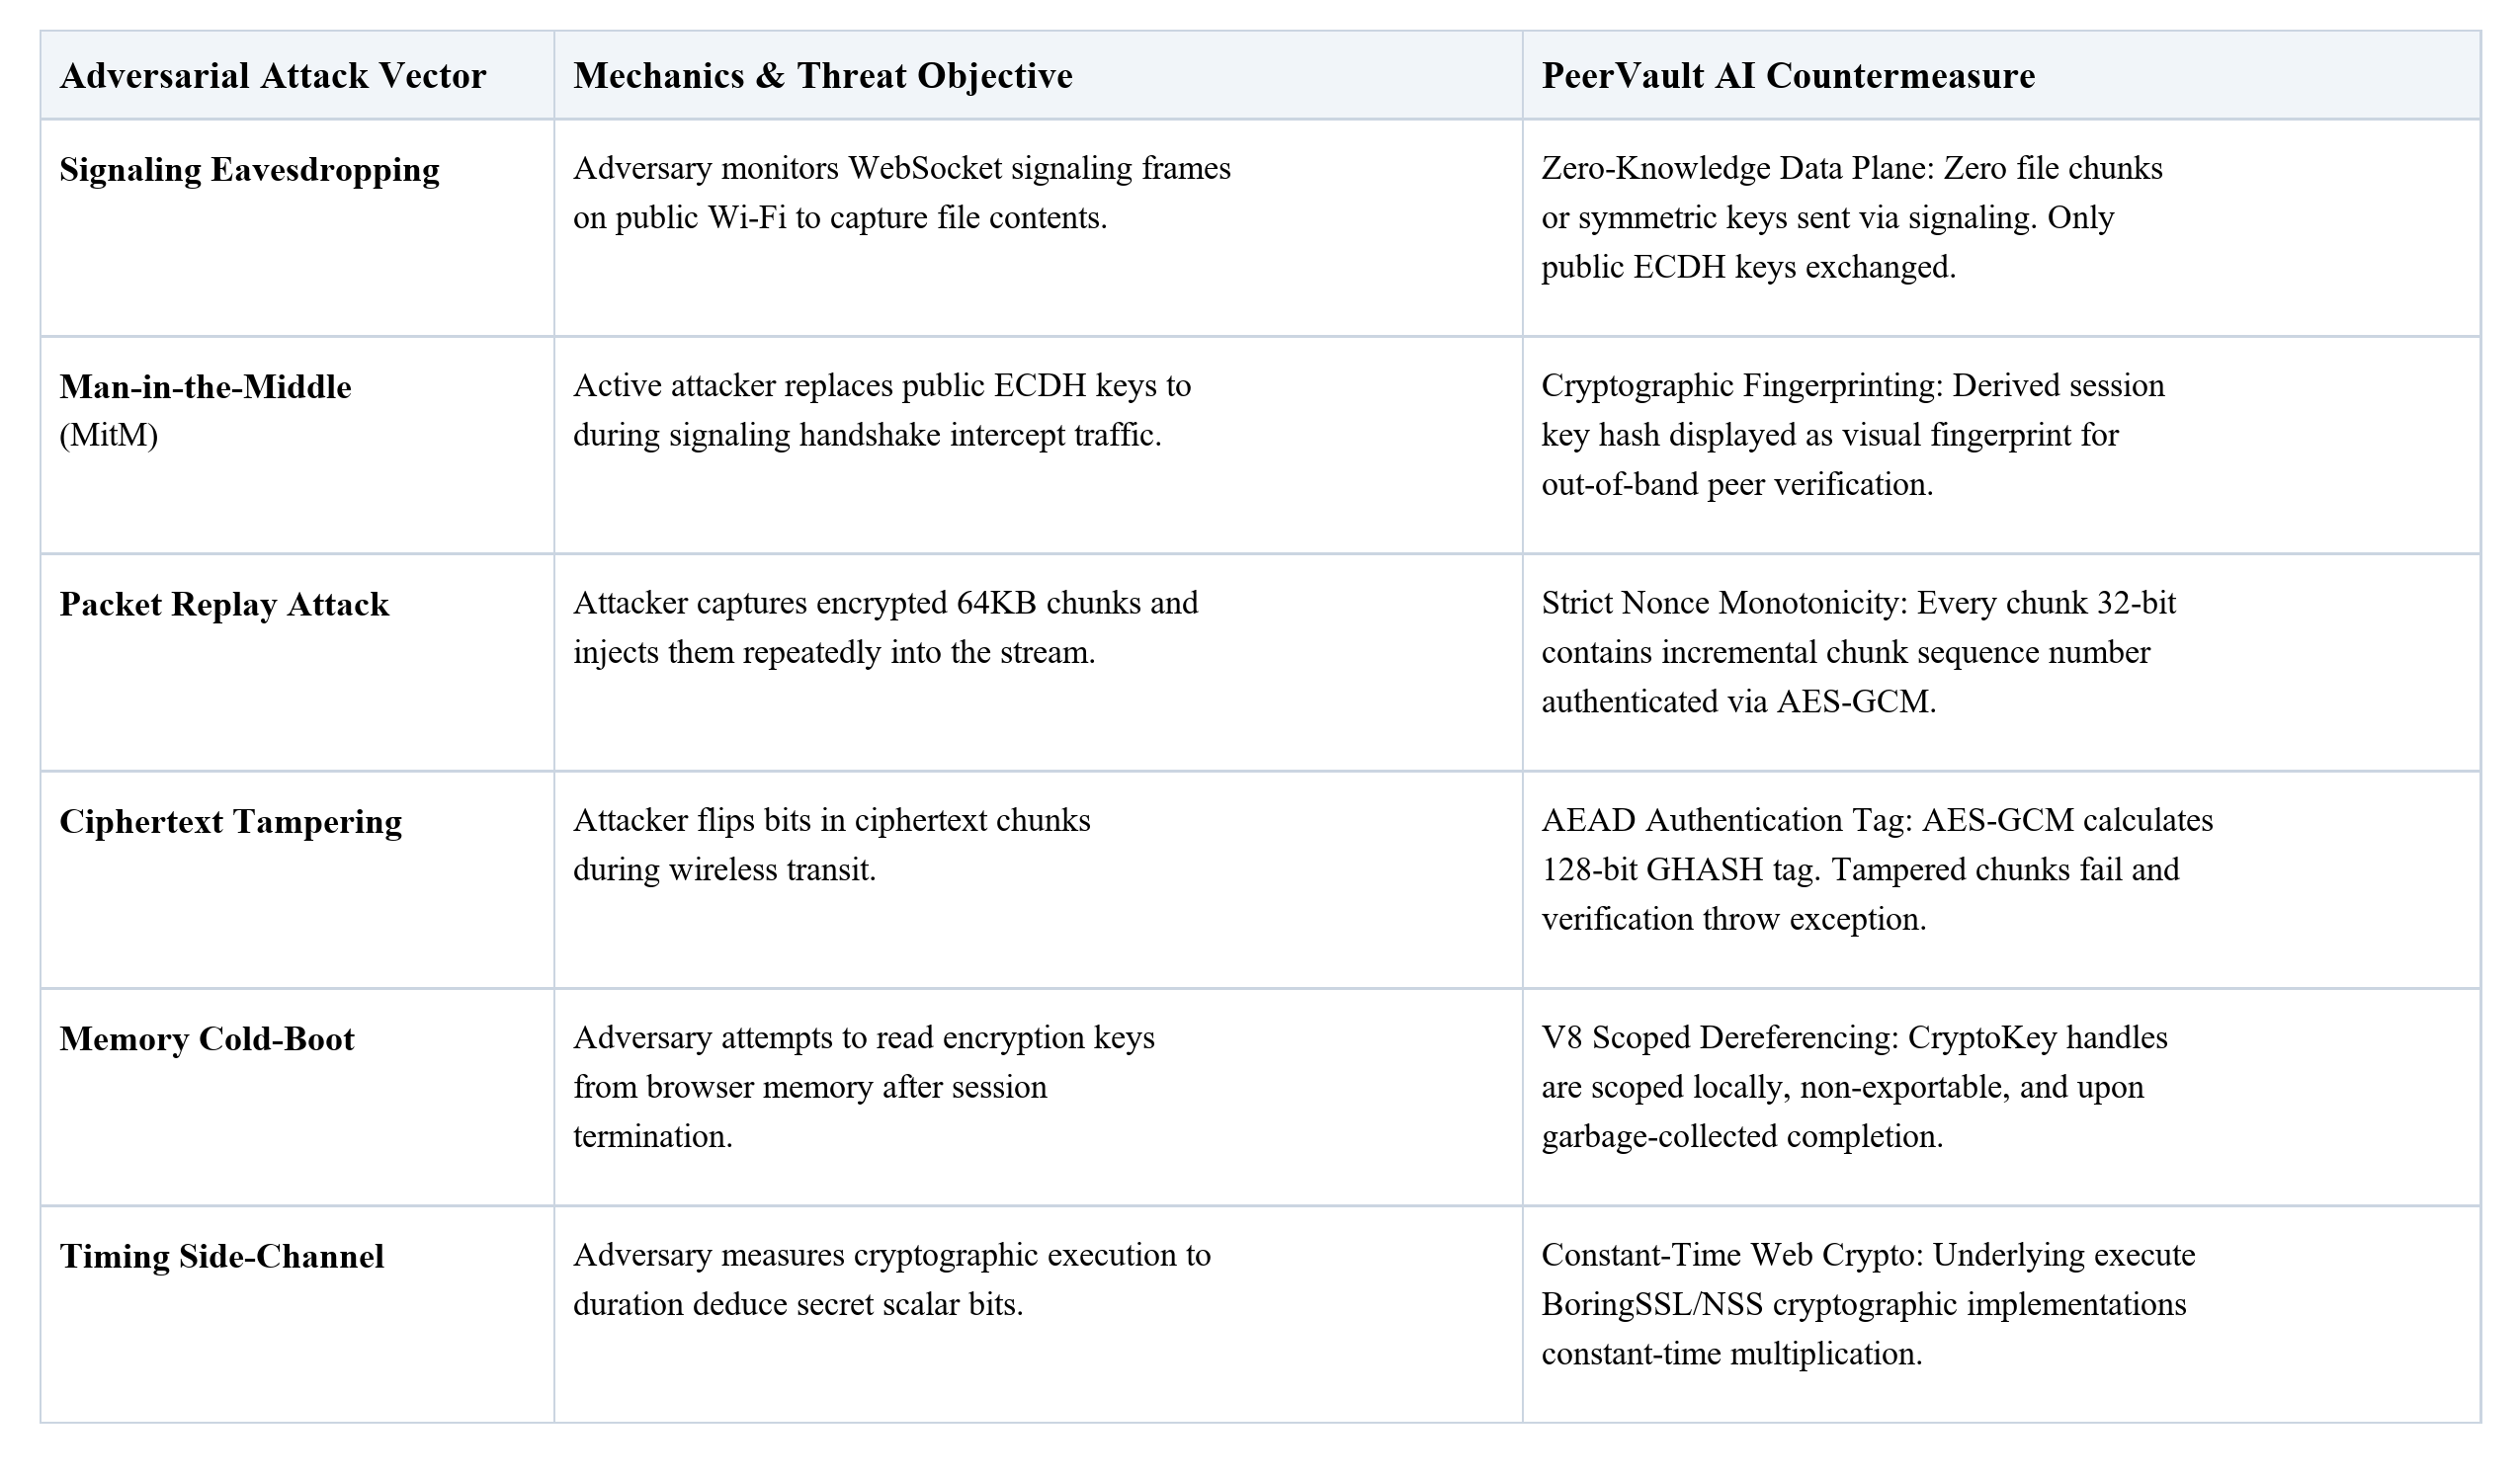 Adversarial Attack Vector
Mechanics & Threat Objective
PeerVault AI Countermeasure
Signaling Eavesdropping
Adversary monitors WebSocket signaling frames
on public Wi-Fi to capture file contents.
Zero-Knowledge Data Plane: Zero file chunks
or symmetric keys sent via signaling. Only
public ECDH keys exchanged.
Man-in-the-Middle
(MitM)
Active attacker replaces public ECDH keys to
during signaling handshake intercept traffic.
Cryptographic Fingerprinting: Derived session
key hash displayed as visual fingerprint for
out-of-band peer verification.
Packet Replay Attack
Attacker captures encrypted 64KB chunks and
injects them repeatedly into the stream.
Strict Nonce Monotonicity: Every chunk 32-bit
contains incremental chunk sequence number
authenticated via AES-GCM.
Ciphertext Tampering
Attacker flips bits in ciphertext chunks
during wireless transit.
AEAD Authentication Tag: AES-GCM calculates
128-bit GHASH tag. Tampered chunks fail and
verification throw exception.
Memory Cold-Boot
Adversary attempts to read encryption keys
from browser memory after session
termination.
V8 Scoped Dereferencing: CryptoKey handles
are scoped locally, non-exportable, and upon
garbage-collected completion.
Timing Side-Channel
Adversary measures cryptographic execution to
duration deduce secret scalar bits.
Constant-Time Web Crypto: Underlying execute
BoringSSL/NSS cryptographic implementations
constant-time multiplication.